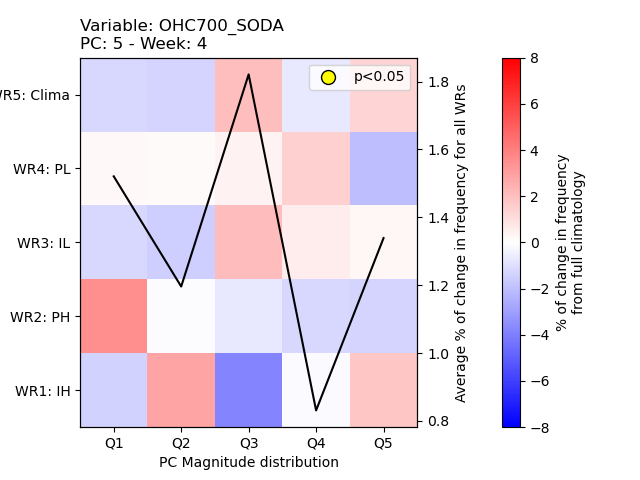 Variable: OHC700_SODA
PC: 5 - Week: 4
p<0.05
WR5: Clima
WR4: PL
WR3: IL
WR2: PH
WR1: IH
Q1 Q2 Q3 Q4 Q5
PC Magnitude distribution
1.8
1.6
1.4
1.2
1.0
0.8
Average % of change in frequency for all WRs
8
6
4
2
0
−2
−4
−6
−8
% of change in frequency
from full climatology